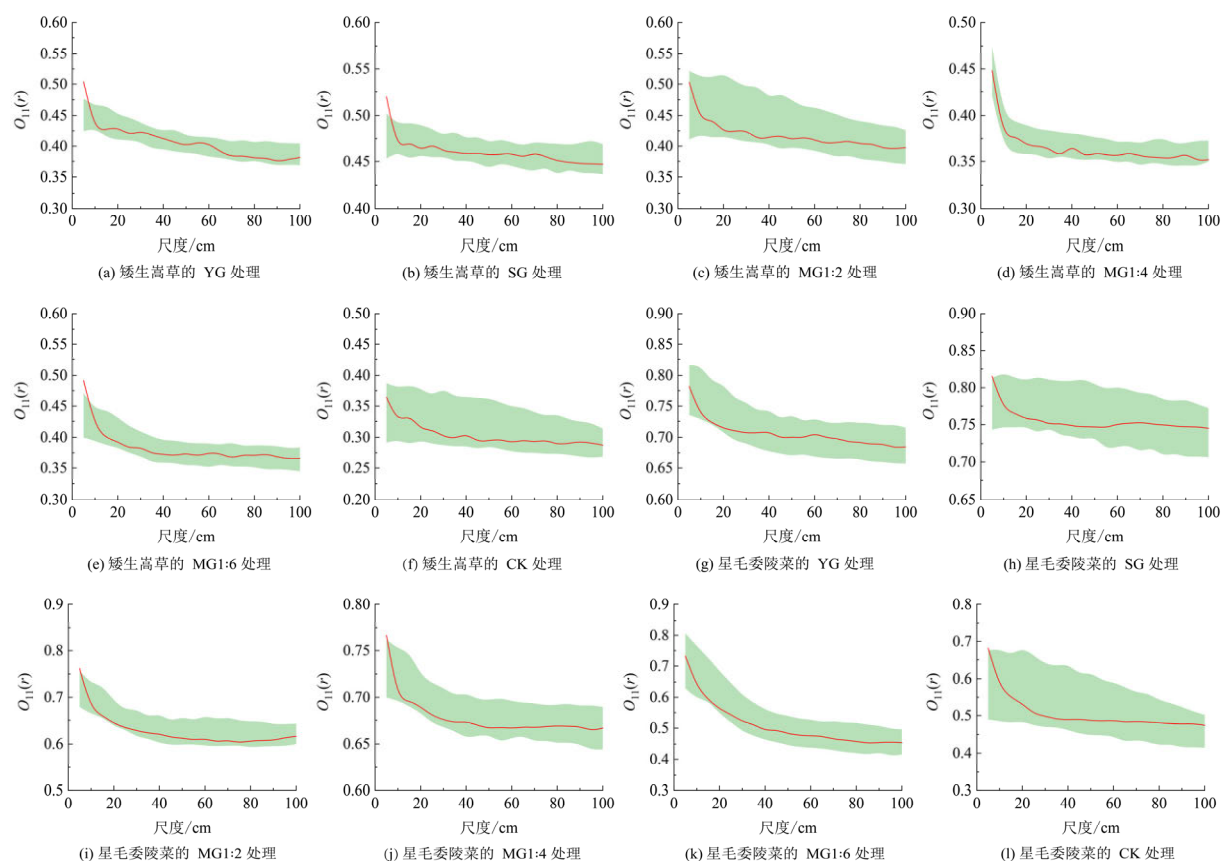 0.60 0.60 0.60 0.50
0.55 0.55 0.55 0.45
0.50 0.50 0.50 0.40
0.45 0.45 0.45 0.35
0.40 0.40 0.40 0.30
0.35 0.35
0.30 0.30
O₁₁(r) O₁₁(r) O₁₁(r) O₁₁(r)
0 20 40 60 80 100 0 20 40 60 80 100 0 20 40 60 80 100 0 20 40 60 80 100
尺度/cm 尺度/cm 尺度/cm 尺度/cm
(a) 矮生嵩草的 YG 处理 (b) 矮生嵩草的 SG 处理 (c) 矮生嵩草的 MG1:2 处理 (d) 矮生嵩草的 MG1:4 处理
0.60 0.50 0.90 0.90
0.55 0.45 0.85 0.85
0.50 0.40 0.80 0.80
0.45 0.35 0.75 0.75
0.40 0.30 0.70 0.70
0.35 0.25 0.65 0.65
0.30 0.20 0.60
O₁₁(r) O₁₁(r) O₁₁(r) O₁₁(r)
0 20 40 60 80 100 0 20 40 60 80 100 0 20 40 60 80 100 0 20 40 60 80 100
尺度/cm 尺度/cm 尺度/cm 尺度/cm
(e) 矮生嵩草的 MG1:6 处理 (f) 矮生嵩草的 CK 处理 (g) 星毛委陵菜的 YG 处理 (h) 星毛委陵菜的 SG 处理
0.9 0.80 0.9 0.8
0.8 0.75 0.8 0.7
0.7 0.70 0.7 0.6
0.6 0.65 0.6 0.5
0.5 0.60 0.5 0.4
0.4 0.3
0.3
O₁₁(r) O₁₁(r) O₁₁(r) O₁₁(r)
0 20 40 60 80 100 0 20 40 60 80 100 0 20 40 60 80 100 0 20 40 60 80 100
尺度/cm 尺度/cm 尺度/cm 尺度/cm
(i) 星毛委陵菜的 MG1:2 处理 (j) 星毛委陵菜的 MG1:4 处理 (k) 星毛委陵菜的 MG1:6 处理 (l) 星毛委陵菜的 CK 处理